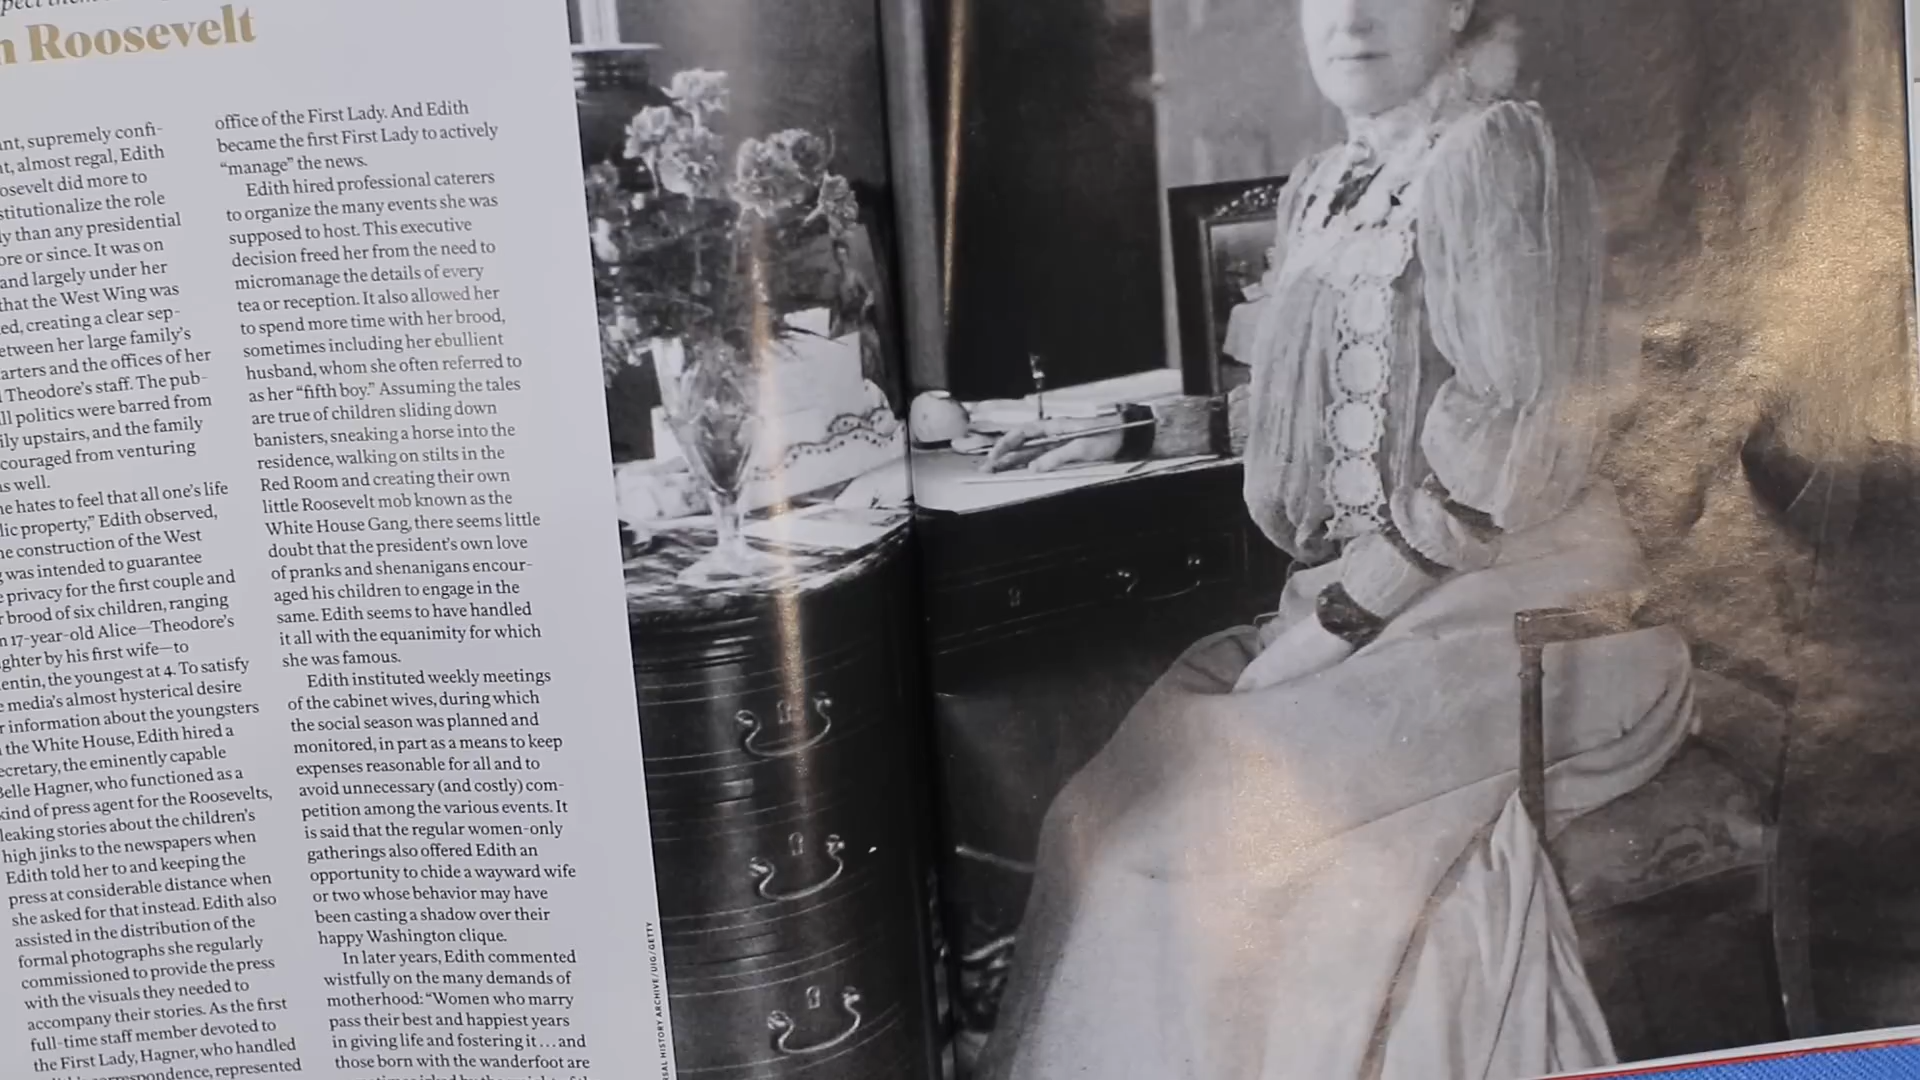 Roosevelt
supremely confi-
almost regal, Edith
did more to
the role
than any presidential
or since. It was on
and largely under her
that the West Wing was
creating a clear sep-
her large family's
and the offices of her
Theodore's staff. The pub-
politics were barred from
upstairs, and the family
from venturing
as well.
hates to feel that all one's life
property,” Edith observed,
construction of the West
was intended to guarantee
privacy for the first couple and
brood of six children, ranging
17-year-old Alice—Theodore's
by his first wife—to
the youngest at 4. To satisfy
media's almost hysterical desire
information about the youngsters
the White House, Edith hired a
the eminently capable
Belle Hagner, who functioned as a
kind of press agent for the Roosevelts,
leaking stories about the children's
high jinks to the newspapers when
Edith told her to and keeping the
press at considerable distance when
she asked for that instead. Edith also
assisted in the distribution of the
formal photographs she regularly
commissioned to provide the press
with the visuals they needed to
accompany their stories. As the first
full-time staff member devoted to
the First Lady, Hagner, who handled
represented
office of the First Lady. And Edith
became the first First Lady to actively
“manage” the news.
Edith hired professional caterers
to organize the many events she was
supposed to host. This executive
decision freed her from the need to
micromanage the details of every
tea or reception. It also allowed her
to spend more time with her brood,
sometimes including her ebullient
husband, whom she often referred to
as her “fifth boy.” Assuming the tales
are true of children sliding down
banisters, sneaking a horse into the
residence, walking on stilts in the
Red Room and creating their own
little Roosevelt mob known as the
White House Gang, there seems little
doubt that the president's own love
of pranks and shenanigans encour-
aged his children to engage in the
same. Edith seems to have handled
it all with the equanimity for which
she was famous.
Edith instituted weekly meetings
of the cabinet wives, during which
the social season was planned and
monitored, in part as a means to keep
expenses reasonable for all and to
avoid unnecessary (and costly) com-
petition among the various events. It
is said that the regular women-only
gatherings also offered Edith an
opportunity to chide a wayward wife
or two whose behavior may have
been casting a shadow over their
happy Washington clique.
In later years, Edith commented
wistfully on the many demands of
motherhood: “Women who marry
pass their best and happiest years
in giving life and fostering it...and
those born with the wanderfoot are
HISTORY ARCHIVE/UIG/GETTY